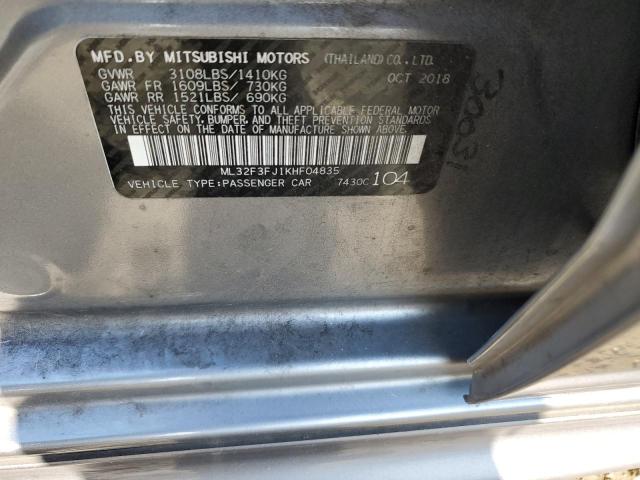 MFD.BY MITSUBISHI MOTORS (THAILAND) CO.,LTD.
GVWR 3108LBS/1410KG OCT 2018
GAWR FR 1609LBS/ 730KG
GAWR RR 1521LBS/ 690KG
THIS VEHICLE CONFORMS TO ALL APPLICABLE FEDERAL MOTOR
VEHICLE SAFETY, BUMPER, AND THEFT PREVENTION STANDARDS
IN EFFECT ON THE DATE OF MANUFACTURE SHOWN ABOVE.
ML32F3FJ1KHF04835
VEHICLE TYPE:PASSENGER CAR 7430C 104
30031